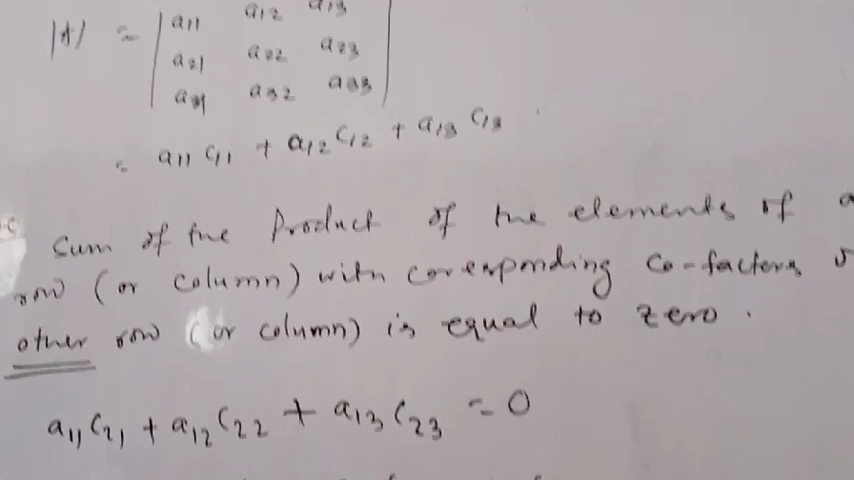 |A| = | a11 a12 a13 |
a21 a22 a23
a31 a32 a33
= a11 C11 + a12 C12 + a13 C13 .
Sum of the Product of the elements of a
row (or column) with corresponding co-factors
other row (or column) is equal to zero .
a11 C21 + a12 C22 + a13 C23 = 0